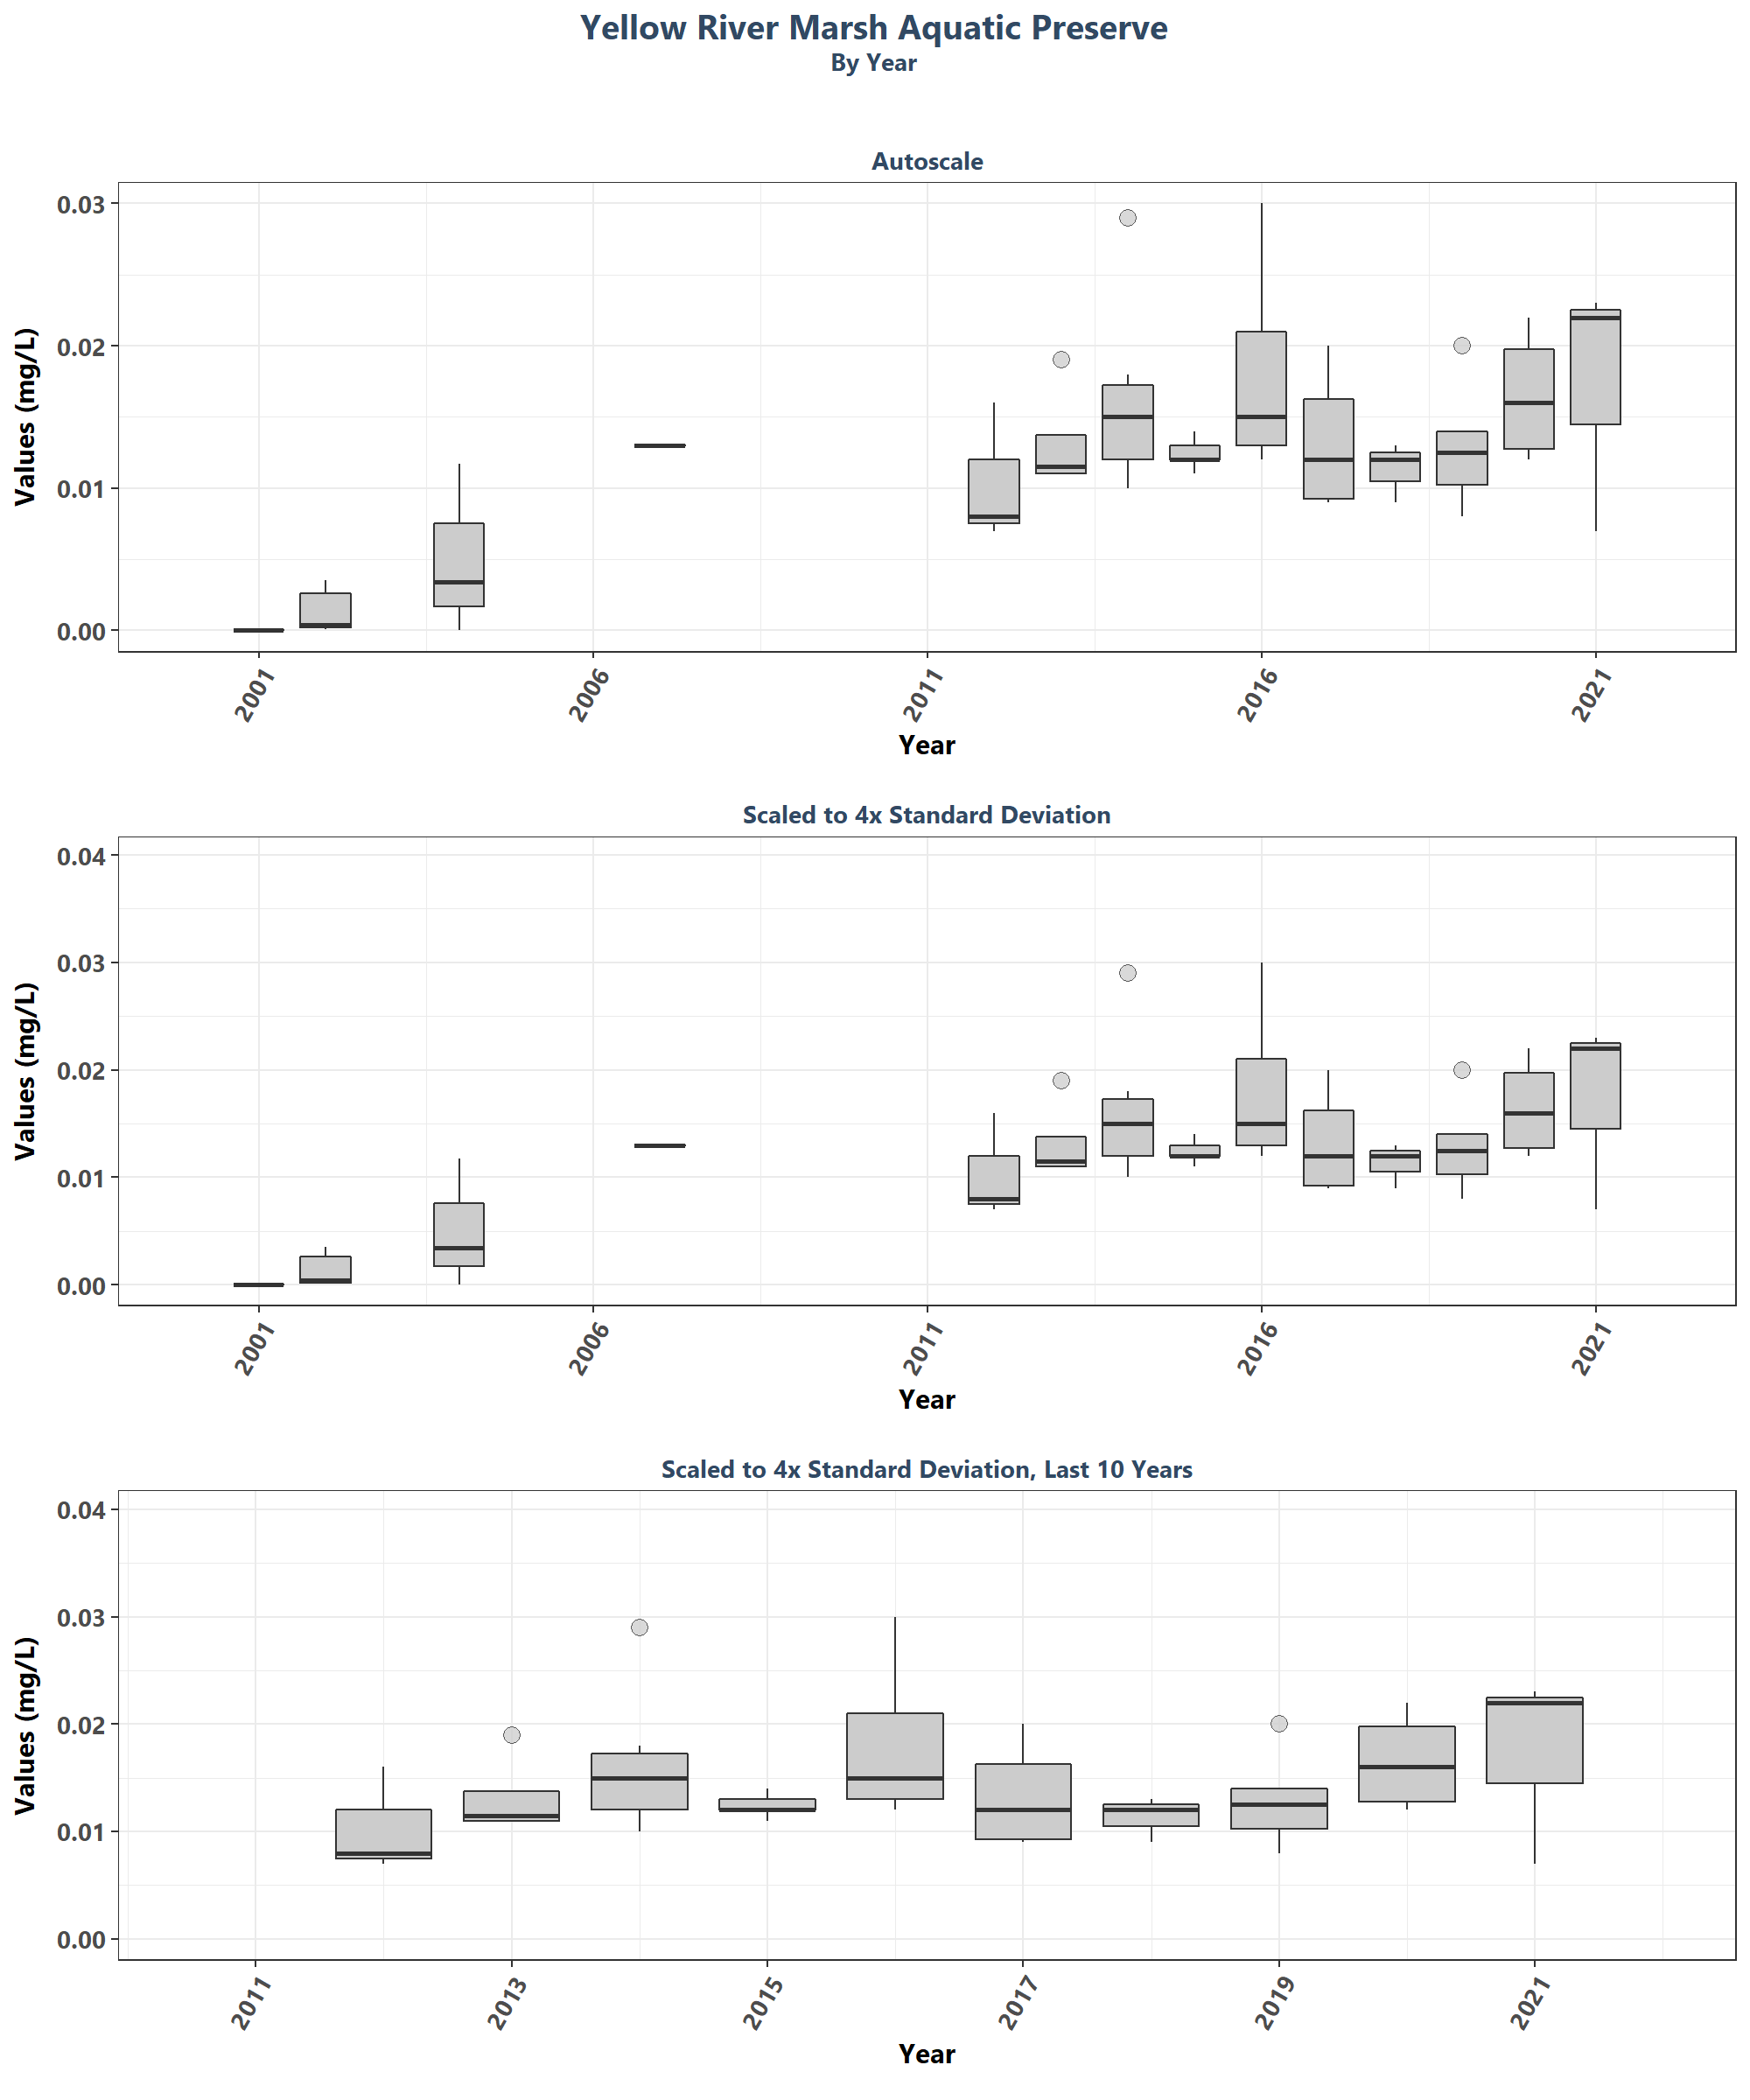 Yellow River Marsh Aquatic Preserve
By Year
Autoscale
Values (mg/L)
0.03
0.02
0.01
0.00
2001 2006 2011 2016 2021
Year
Scaled to 4x Standard Deviation
Values (mg/L)
0.04
0.03
0.02
0.01
0.00
2001 2006 2011 2016 2021
Year
Scaled to 4x Standard Deviation, Last 10 Years
Values (mg/L)
0.04
0.03
0.02
0.01
0.00
2011 2013 2015 2017 2019 2021
Year